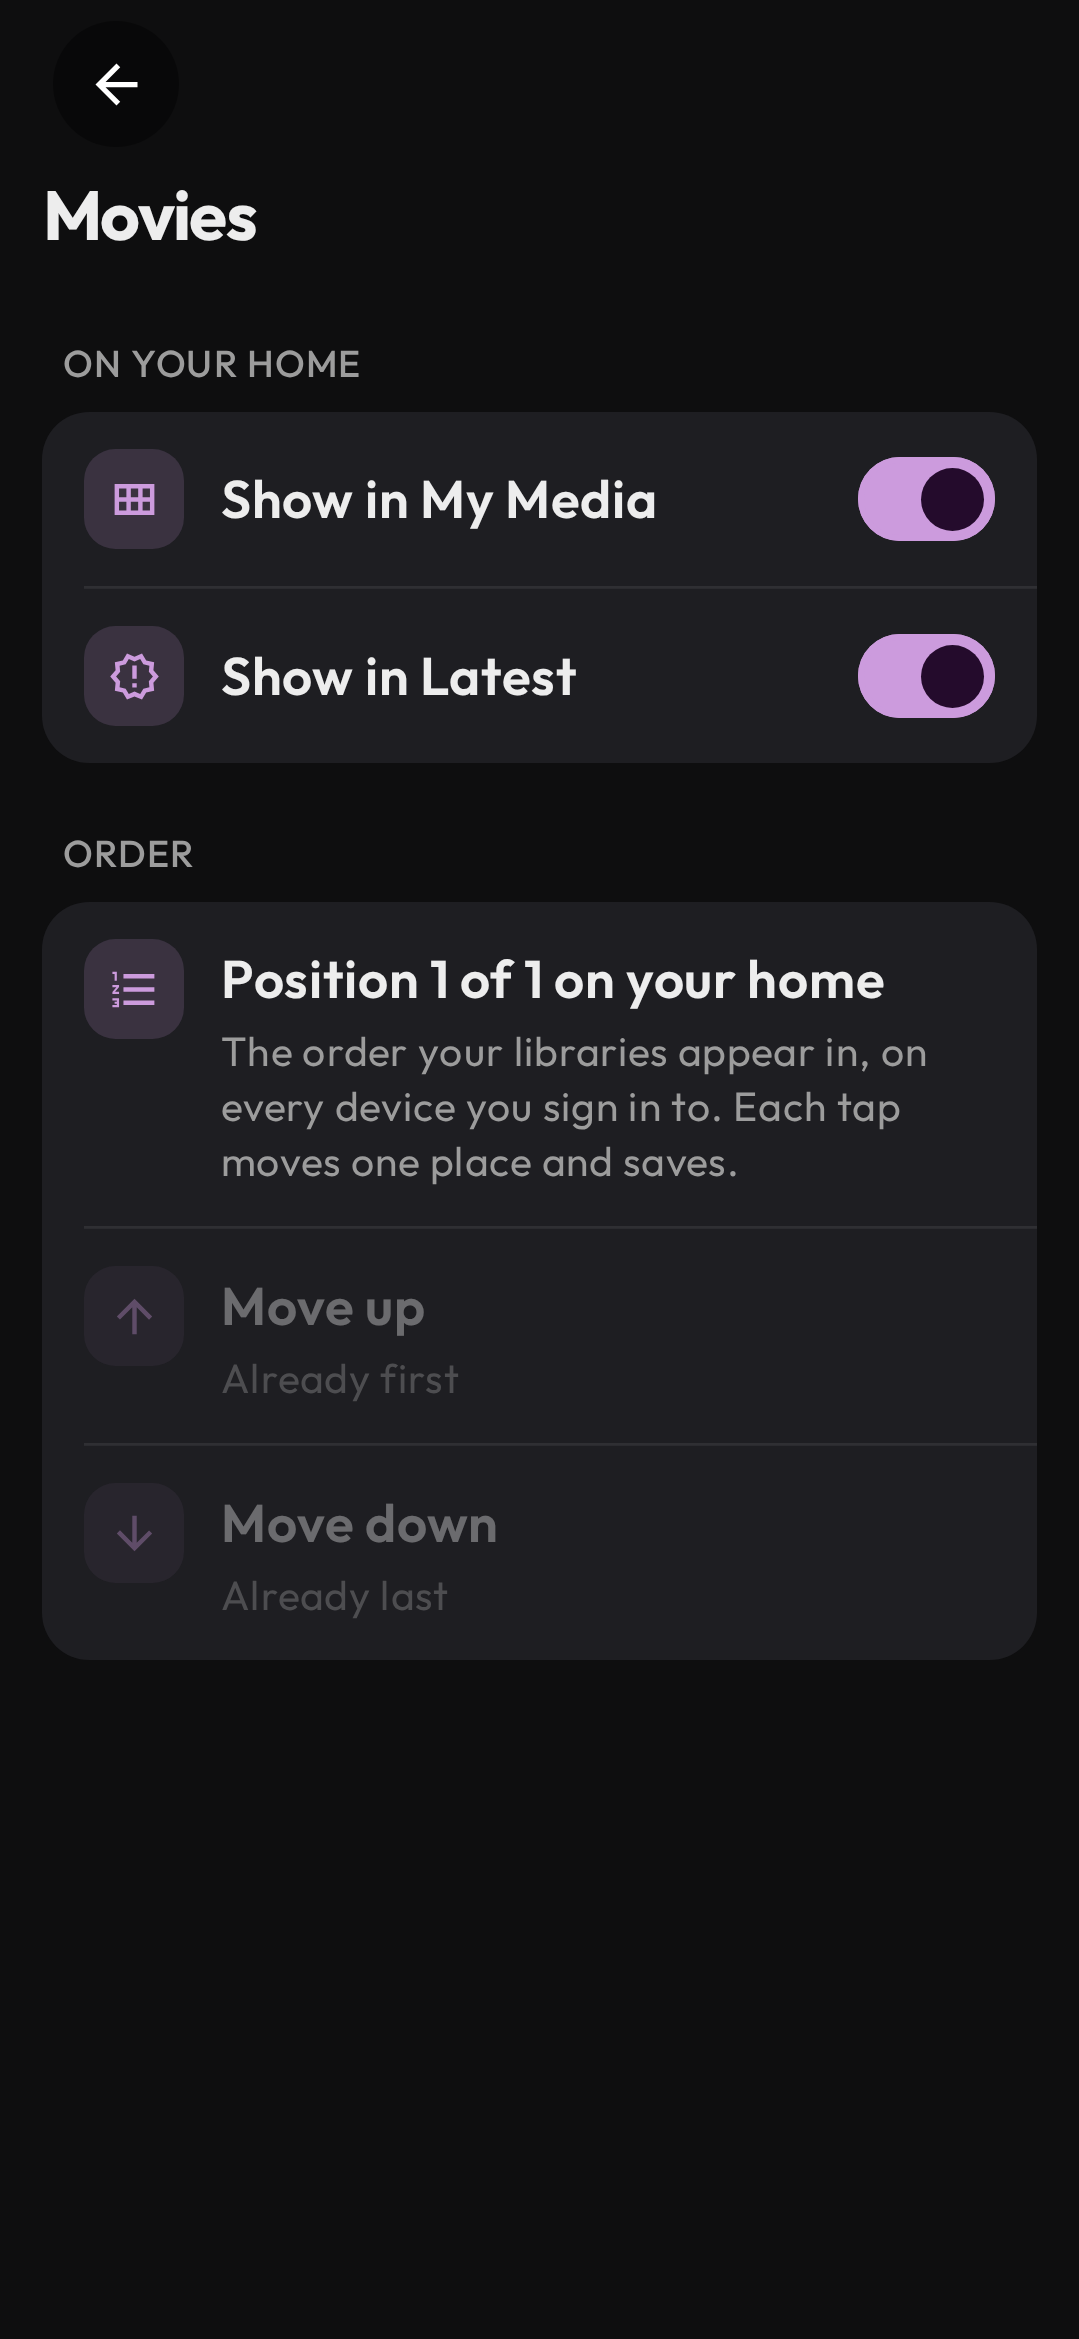 Movies
ON YOUR HOME
Show in My Media
Show in Latest
ORDER
Position 1 of 1 on your home
The order your libraries appear in, on
every device you sign in to. Each tap
moves one place and saves.
Move up
Already first
Move down
Already last